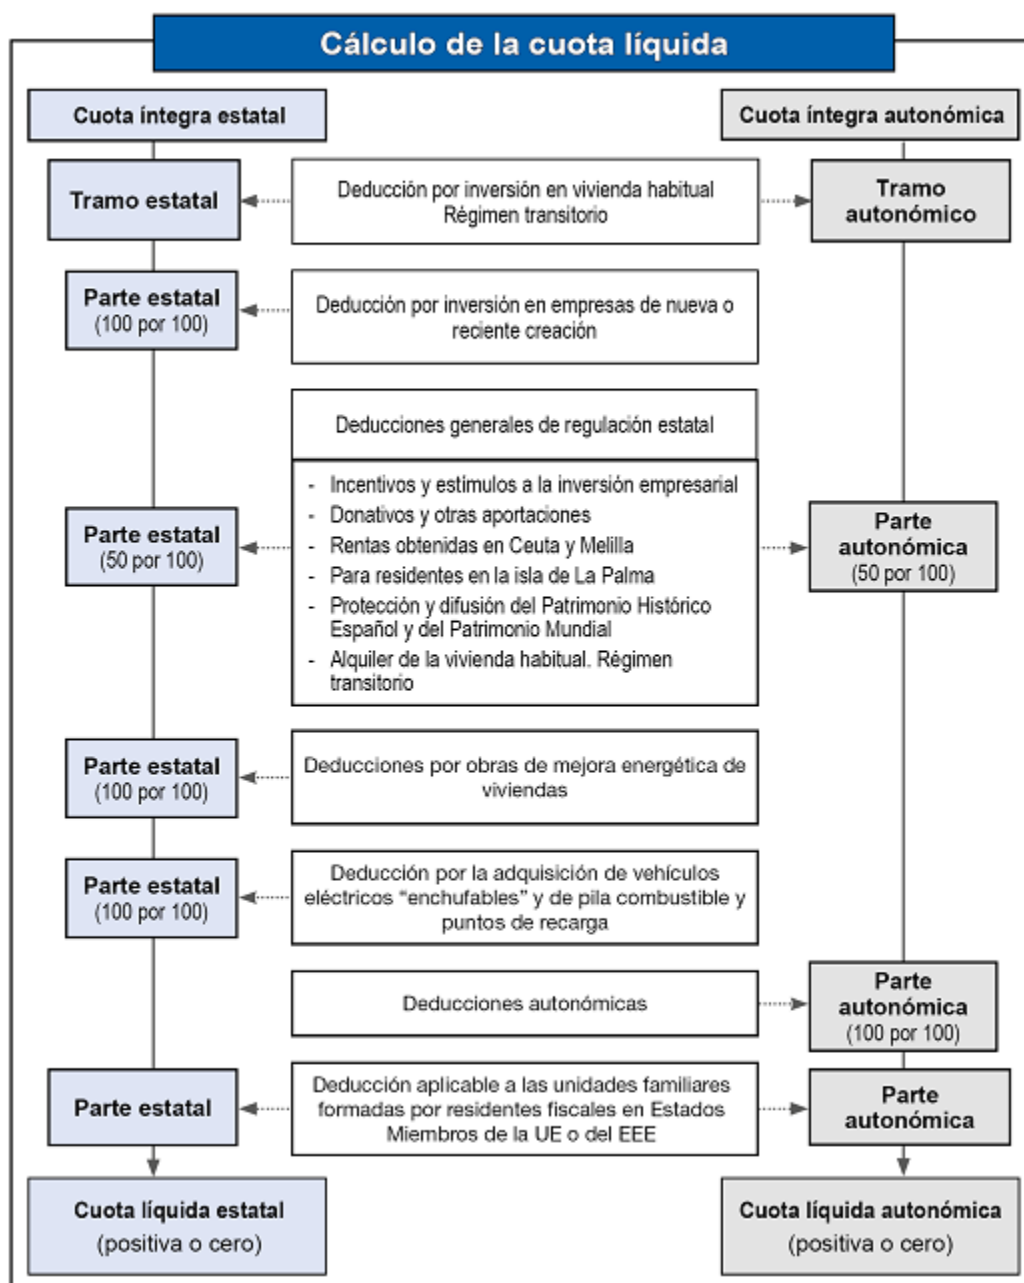 Cálculo de la cuota líquida
Cuota íntegra estatal
Cuota íntegra autonómica
Tramo estatal
Deducción por inversión en vivienda habitual
Régimen transitorio
Tramo
autonómico
Parte estatal
(100 por 100)
Deducción por inversión en empresas de nueva o
reciente creación
Deducciones generales de regulación estatal
Parte estatal
(50 por 100)
- Incentivos y estímulos a la inversión empresarial
- Donativos y otras aportaciones
- Rentas obtenidas en Ceuta y Melilla
- Para residentes en la isla de La Palma
- Protección y difusión del Patrimonio Histórico
Español y del Patrimonio Mundial
- Alquiler de la vivienda habitual. Régimen
transitorio
Parte
autonómica
(50 por 100)
Parte estatal
(100 por 100)
Deducciones por obras de mejora energética de
viviendas
Parte estatal
(100 por 100)
Deducción por la adquisición de vehículos
eléctricos “enchufables” y de pila combustible y
puntos de recarga
Deducciones autonómicas
Parte
autonómica
(100 por 100)
Parte estatal
Deducción aplicable a las unidades familiares
formadas por residentes fiscales en Estados
Miembros de la UE o del EEE
Parte
autonómica
Cuota líquida estatal
(positiva o cero)
Cuota líquida autonómica
(positiva o cero)